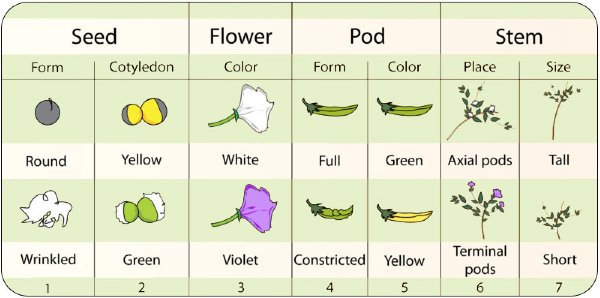 Seed Flower Pod Stem
Form Cotyledon Color Form Color Place Size
Round Yellow White Full Green Axial pods Tall
Wrinkled Green Violet Constricted Yellow Terminal pods Short
1 2 3 4 5 6 7